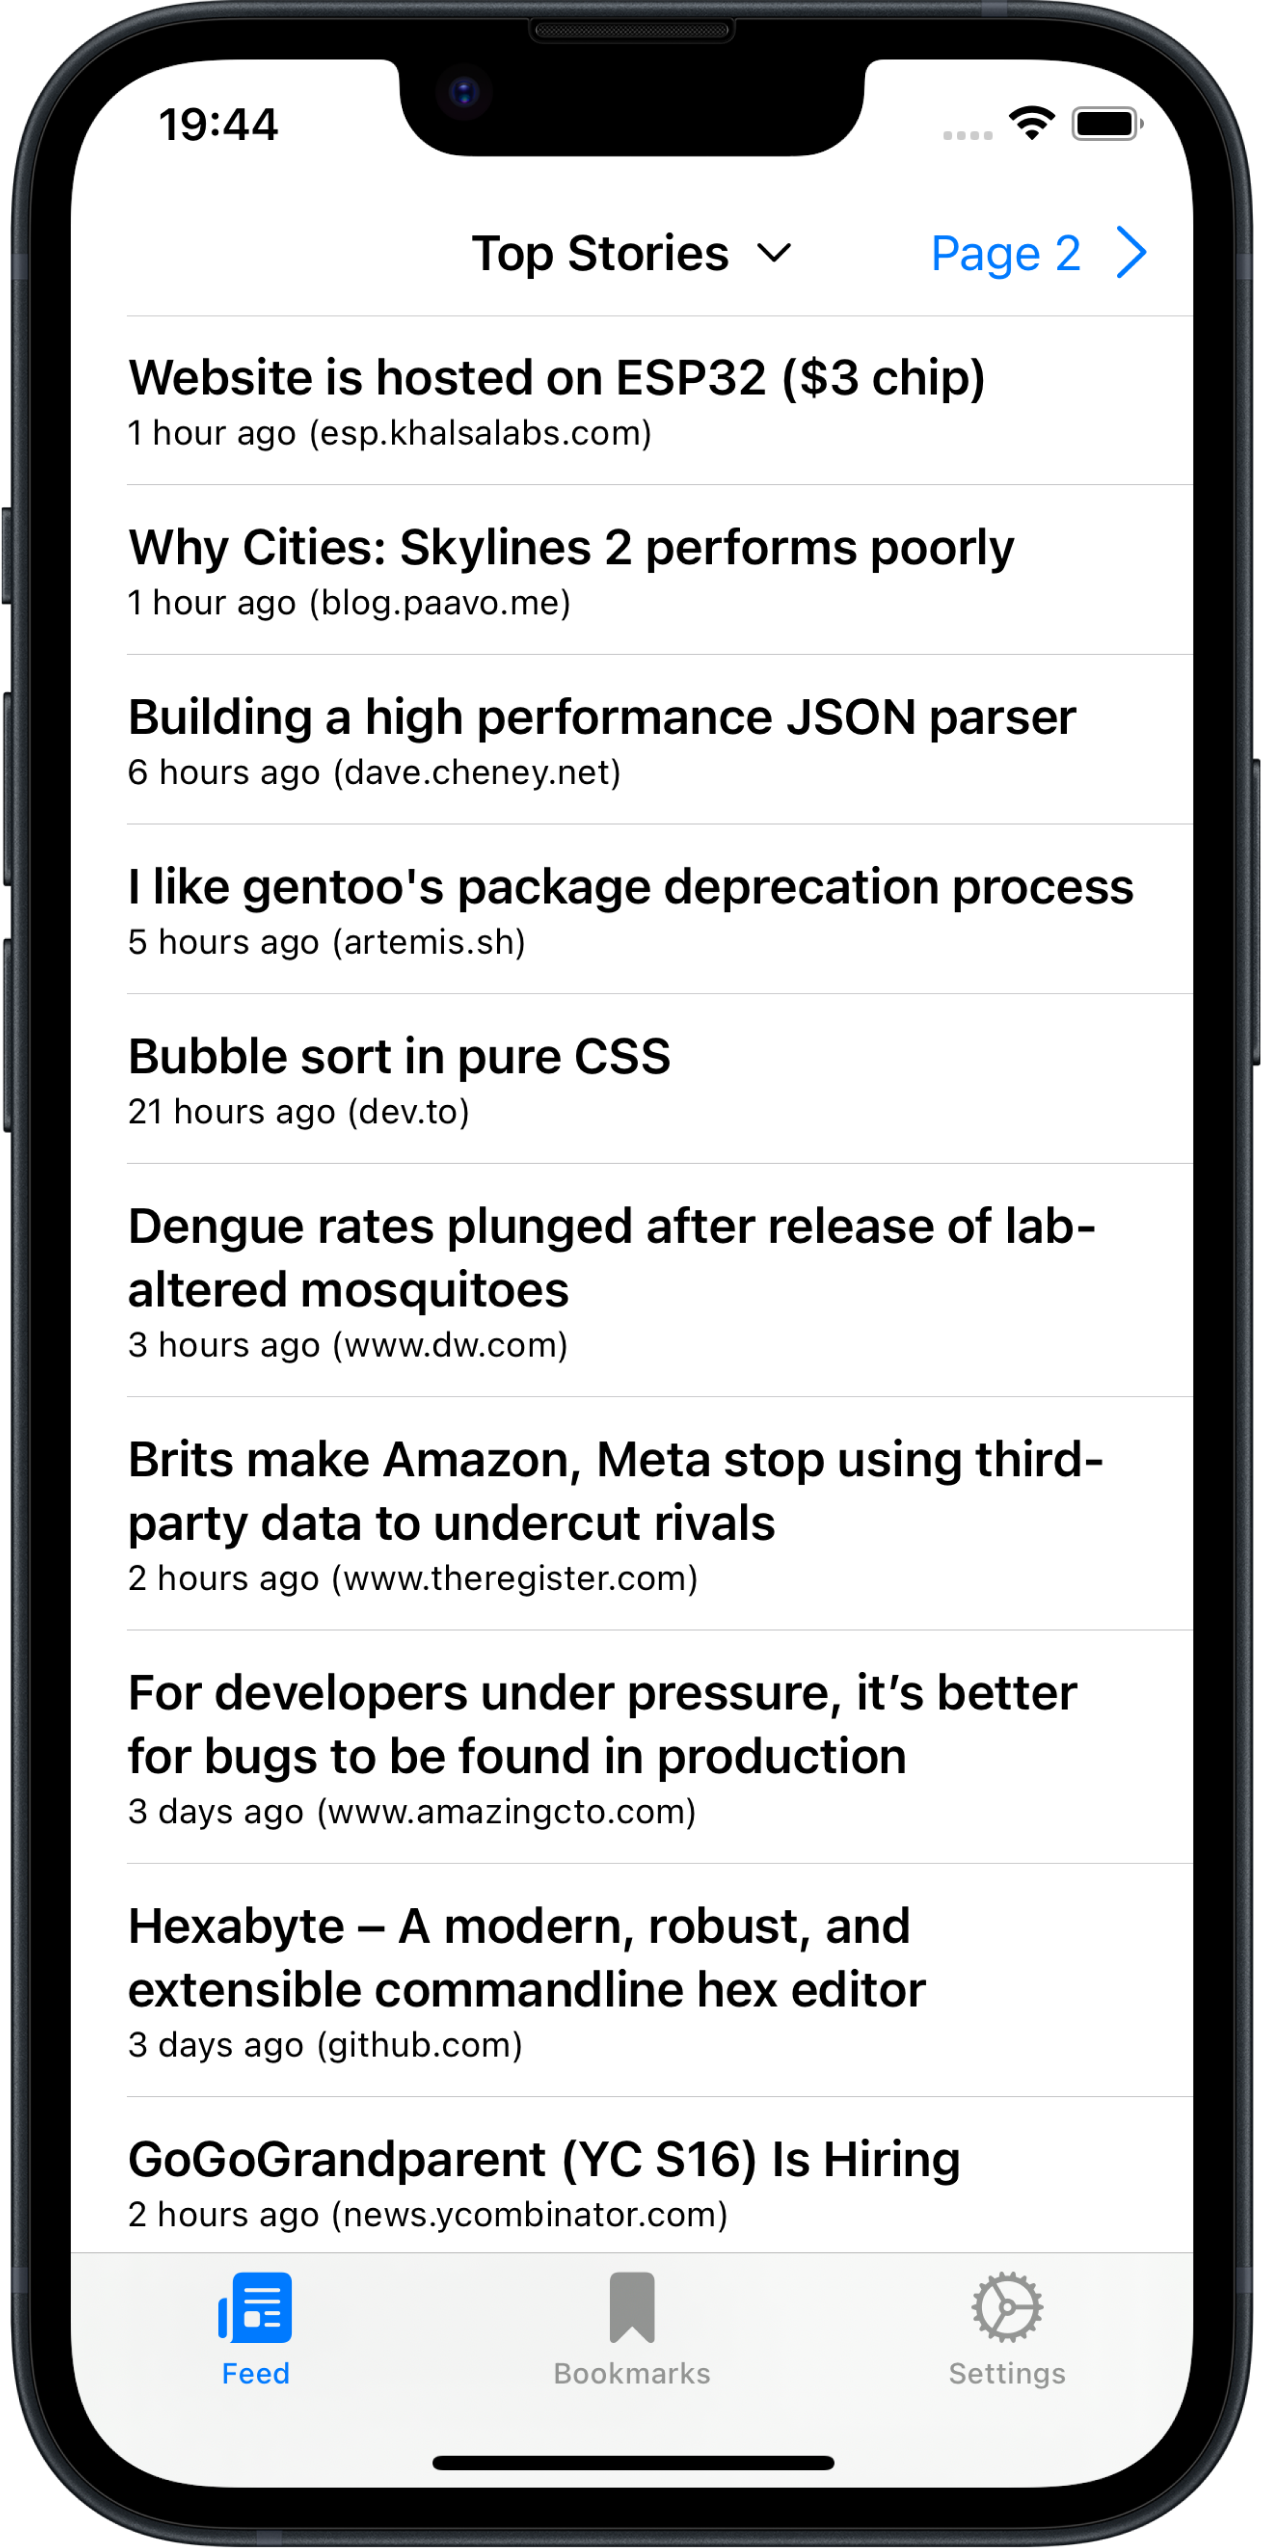 19:44
Top Stories
Page 2
Website is hosted on ESP32 ($3 chip)
1 hour ago (esp.khalsalabs.com)
Why Cities: Skylines 2 performs poorly
1 hour ago (blog.paavo.me)
Building a high performance JSON parser
6 hours ago (dave.cheney.net)
I like gentoo's package deprecation process
5 hours ago (artemis.sh)
Bubble sort in pure CSS
21 hours ago (dev.to)
Dengue rates plunged after release of lab-
altered mosquitoes
3 hours ago (www.dw.com)
Brits make Amazon, Meta stop using third-
party data to undercut rivals
2 hours ago (www.theregister.com)
For developers under pressure, it’s better
for bugs to be found in production
3 days ago (www.amazingcto.com)
Hexabyte – A modern, robust, and
extensible commandline hex editor
3 days ago (github.com)
GoGoGrandparent (YC S16) Is Hiring
2 hours ago (news.ycombinator.com)
Feed
Bookmarks
Settings